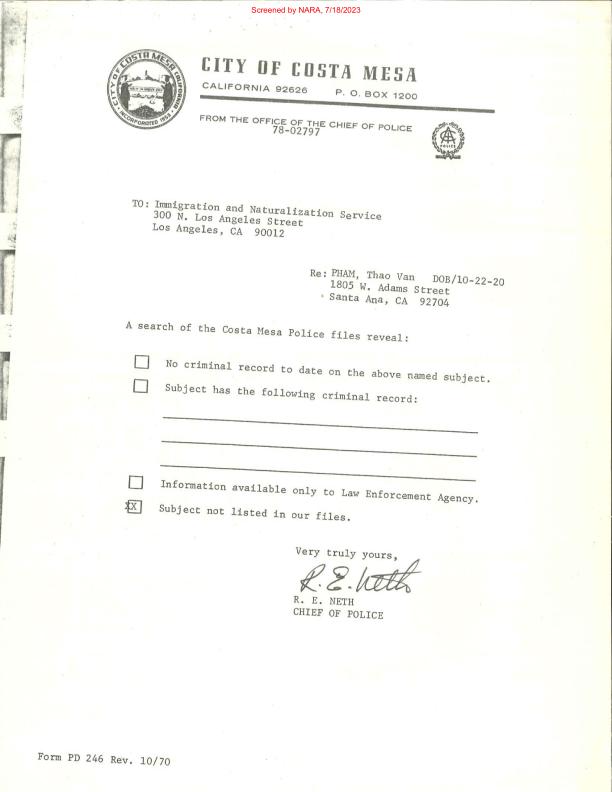 Screened by NARA, 7/18/2023
CITY OF COSTA MESA
CALIFORNIA 92626 P. O. BOX 1200
FROM THE OFFICE OF THE CHIEF OF POLICE
78-02797
CITY OF COSTA MESA CALIFORNIA
INCORPORATED 1953
POLICE
TO: Immigration and Naturalization Service
300 N. Los Angeles Street
Los Angeles, CA 90012
Re: PHAM, Thao Van DOB/10-22-20
1805 W. Adams Street
Santa Ana, CA 92704
A search of the Costa Mesa Police files reveal:
No criminal record to date on the above named subject.
Subject has the following criminal record:
Information available only to Law Enforcement Agency.
XX Subject not listed in our files.
Very truly yours,
R. E. Neth
R. E. NETH
CHIEF OF POLICE
Form PD 246 Rev. 10/70